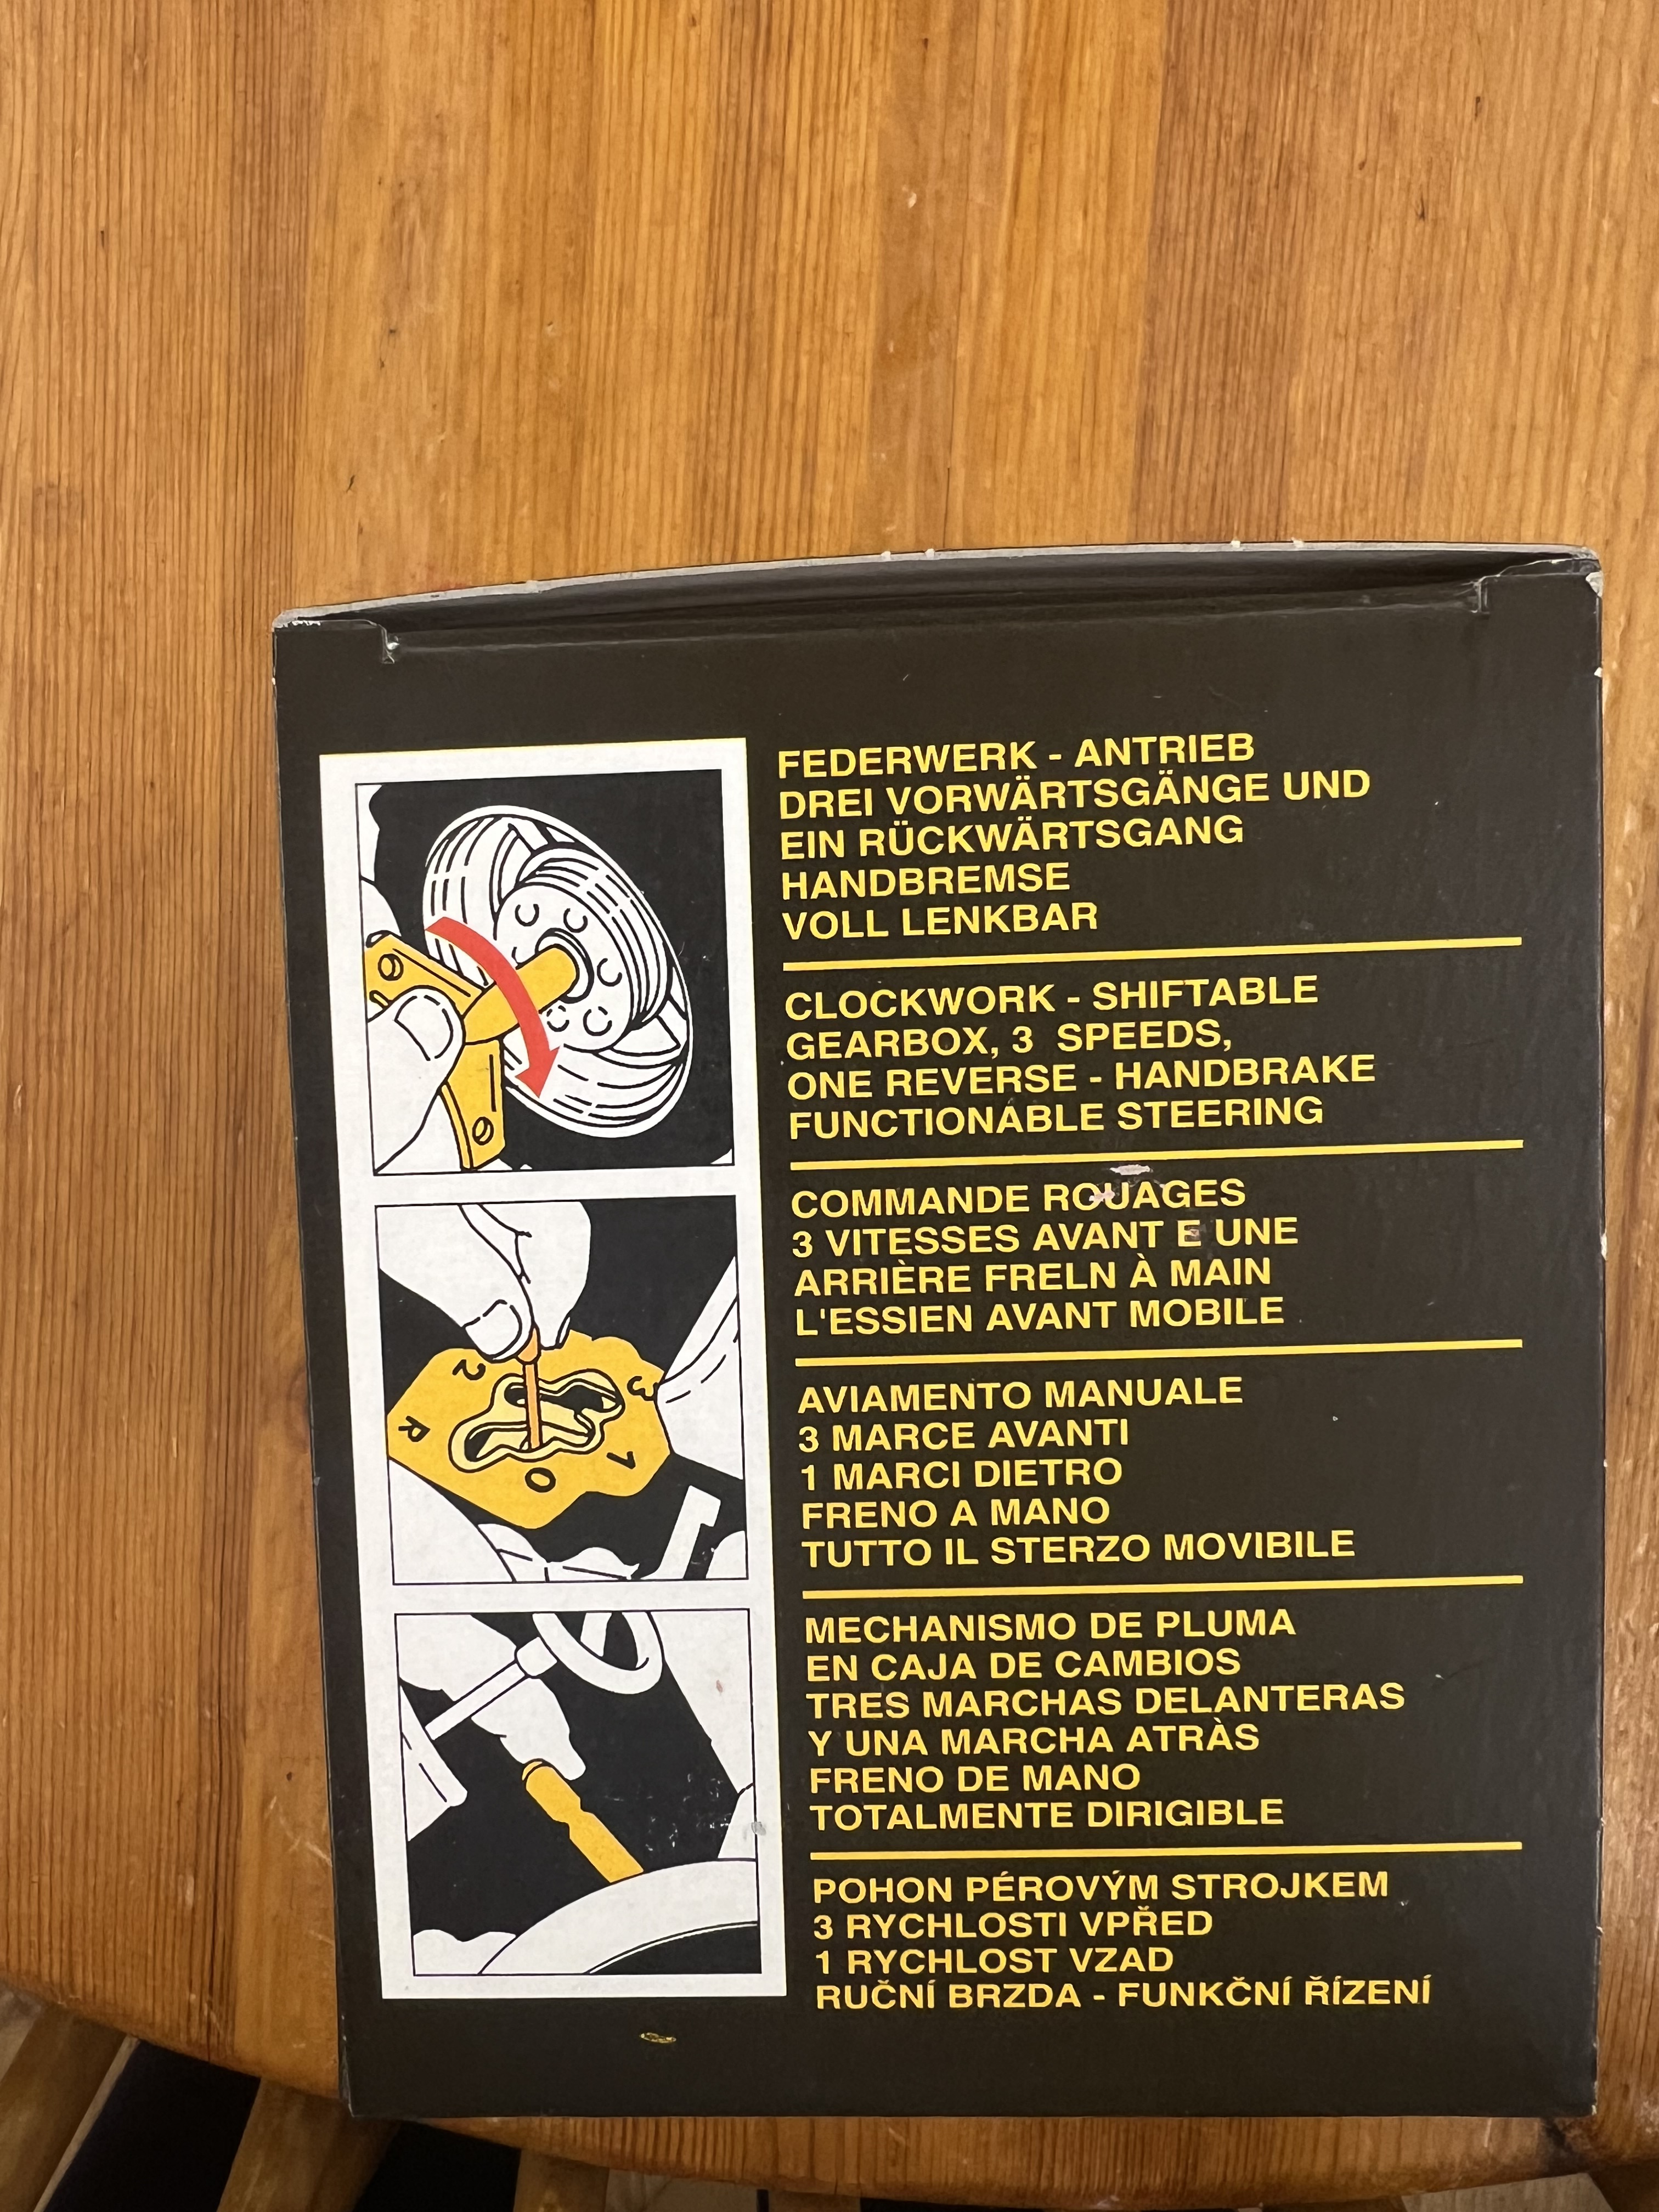 FEDERWERK - ANTRIEB
DREI VORWÄRTSGÄNGE UND
EIN RÜCKWÄRTSGANG
HANDBREMSE
VOLL LENKBAR
CLOCKWORK - SHIFTABLE
GEARBOX, 3 SPEEDS,
ONE REVERSE - HANDBRAKE
FUNCTIONABLE STEERING
COMMANDE ROUAGES
3 VITESSES AVANT E UNE
ARRIÈRE FRELN À MAIN
L'ESSIEN AVANT MOBILE
AVIAMENTO MANUALE
3 MARCE AVANTI
1 MARCI DIETRO
FRENO A MANO
TUTTO IL STERZO MOVIBILE
MECHANISMO DE PLUMA
EN CAJA DE CAMBIOS
TRES MARCHAS DELANTERAS
Y UNA MARCHA ATRÀS
FRENO DE MANO
TOTALMENTE DIRIGIBLE
POHON PÉROVÝM STROJKEM
3 RYCHLOSTI VPŘED
1 RYCHLOST VZAD
RUČNÍ BRZDA - FUNKČNÍ ŘÍZENÍ
2 3
R 1
0